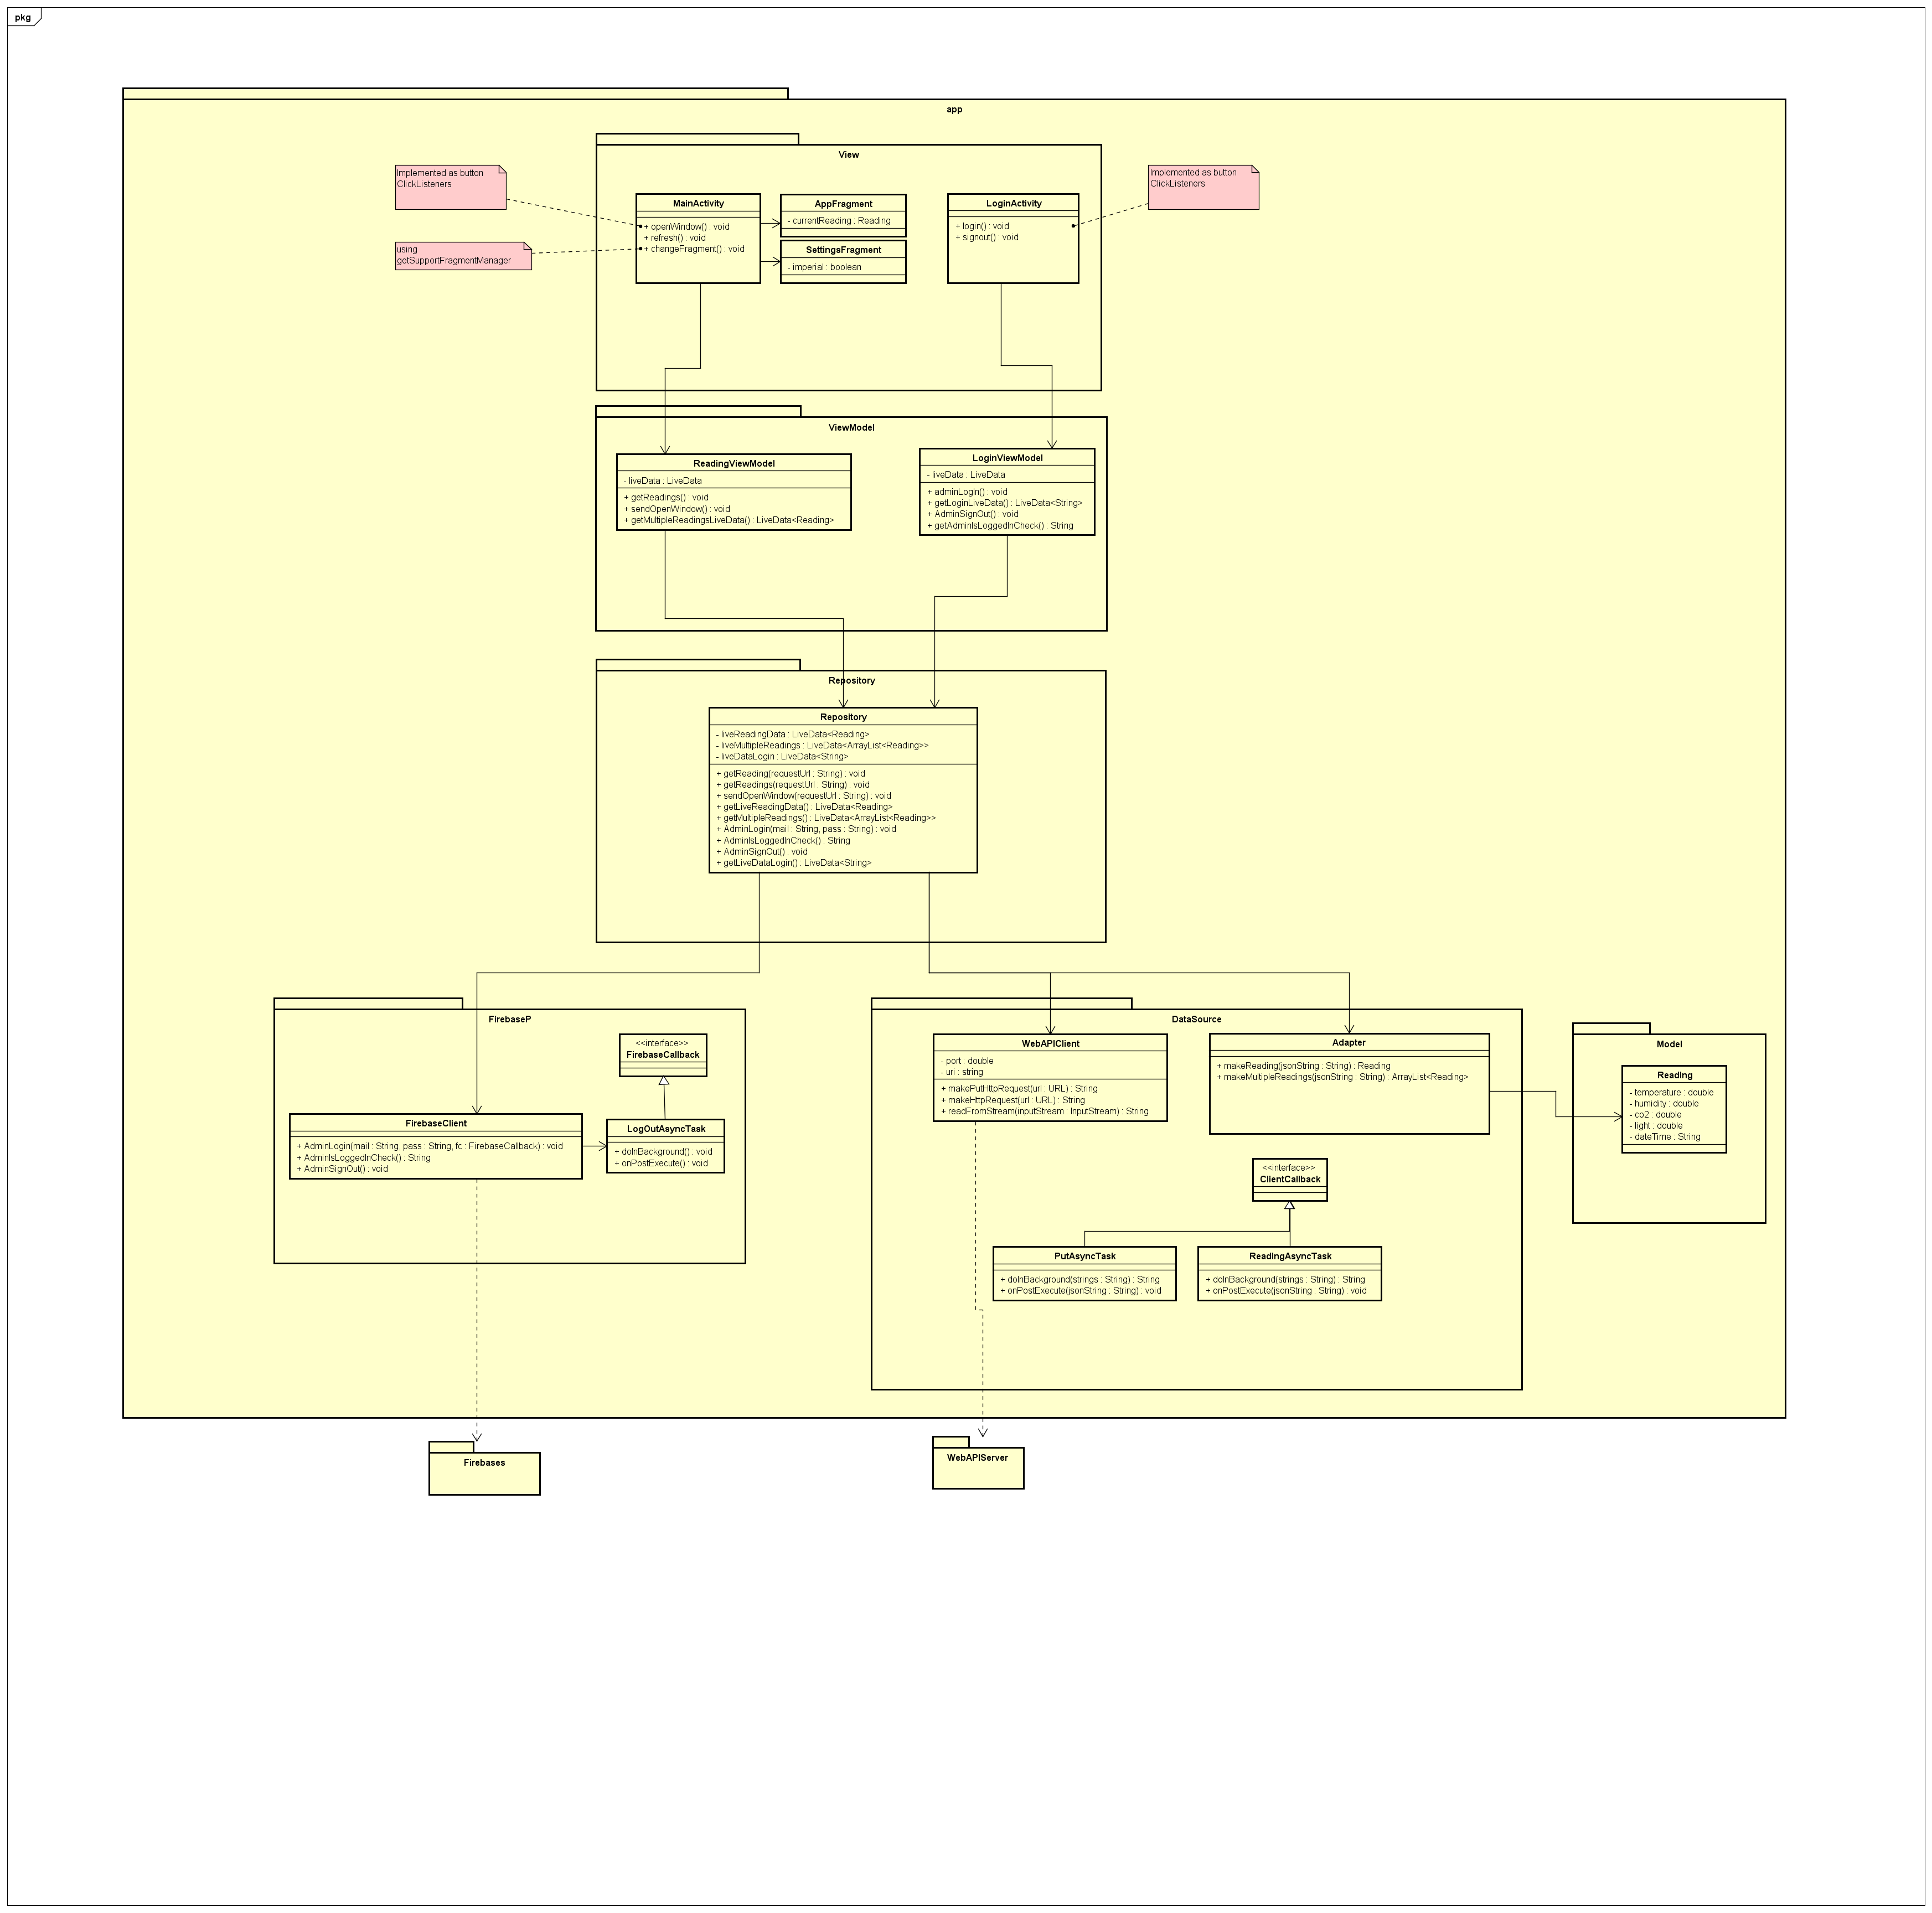 pkg
app
View
Implemented as button
ClickListeners
using
getSupportFragmentManager
MainActivity
+ openWindow() : void
+ refresh() : void
+ changeFragment() : void
AppFragment
- currentReading : Reading
SettingsFragment
- imperial : boolean
LoginActivity
+ login() : void
+ signout() : void
Implemented as button
ClickListeners
ViewModel
ReadingViewModel
- liveData : LiveData
+ getReadings() : void
+ sendOpenWindow() : void
+ getMultipleReadingsLiveData() : LiveData<Reading>
LoginViewModel
- liveData : LiveData
+ adminLogIn() : void
+ getLoginLiveData() : LiveData<String>
+ AdminSignOut() : void
+ getAdminIsLoggedInCheck() : String
Repository
Repository
- liveReadingData : LiveData<Reading>
- liveMultipleReadings : LiveData<ArrayList<Reading>>
- liveDataLogin : LiveData<String>
+ getReading(requestUrl : String) : void
+ getReadings(requestUrl : String) : void
+ sendOpenWindow(requestUrl : String) : void
+ getLiveReadingData() : LiveData<Reading>
+ getMultipleReadings() : LiveData<ArrayList<Reading>>
+ AdminLogin(mail : String, pass : String) : void
+ AdminIsLoggedInCheck() : String
+ AdminSignOut() : void
+ getLiveDataLogin() : LiveData<String>
FirebaseP
<<interface>>
FirebaseCallback
FirebaseClient
+ AdminLogin(mail : String, pass : String, fc : FirebaseCallback) : void
+ AdminIsLoggedInCheck() : String
+ AdminSignOut() : void
LogOutAsyncTask
+ doInBackground() : void
+ onPostExecute() : void
DataSource
WebAPIClient
- port : double
- uri : string
+ makePutHttpRequest(url : URL) : String
+ makeHttpRequest(url : URL) : String
+ readFromStream(inputStream : InputStream) : String
Adapter
+ makeReading(jsonString : String) : Reading
+ makeMultipleReadings(jsonString : String) : ArrayList<Reading>
<<interface>>
ClientCallback
PutAsyncTask
+ doInBackground(strings : String) : String
+ onPostExecute(jsonString : String) : void
ReadingAsyncTask
+ doInBackground(strings : String) : String
+ onPostExecute(jsonString : String) : void
Model
Reading
- temperature : double
- humidity : double
- co2 : double
- light : double
- dateTime : String
Firebases
WebAPIServer